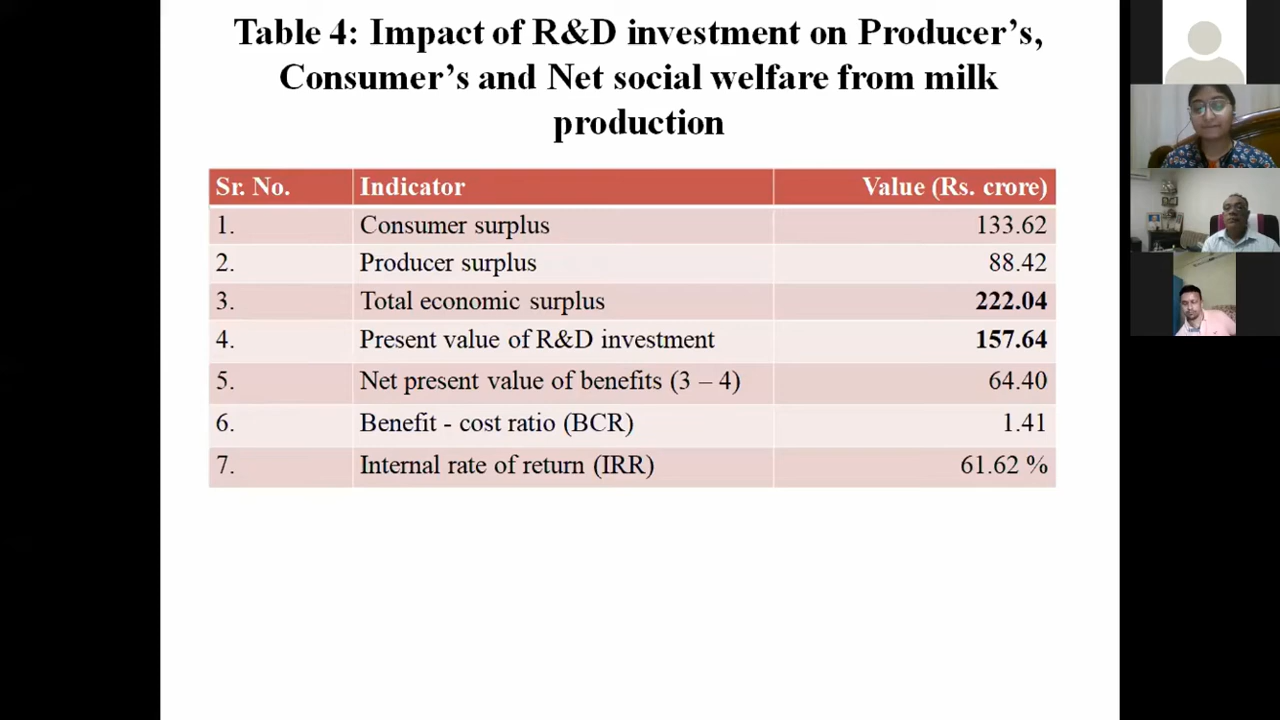 Table 4: Impact of R&D investment on Producer’s,
Consumer’s and Net social welfare from milk
production
Sr. No. Indicator Value (Rs. crore)
1. Consumer surplus 133.62
2. Producer surplus 88.42
3. Total economic surplus 222.04
4. Present value of R&D investment 157.64
5. Net present value of benefits (3 – 4) 64.40
6. Benefit - cost ratio (BCR) 1.41
7. Internal rate of return (IRR) 61.62 %